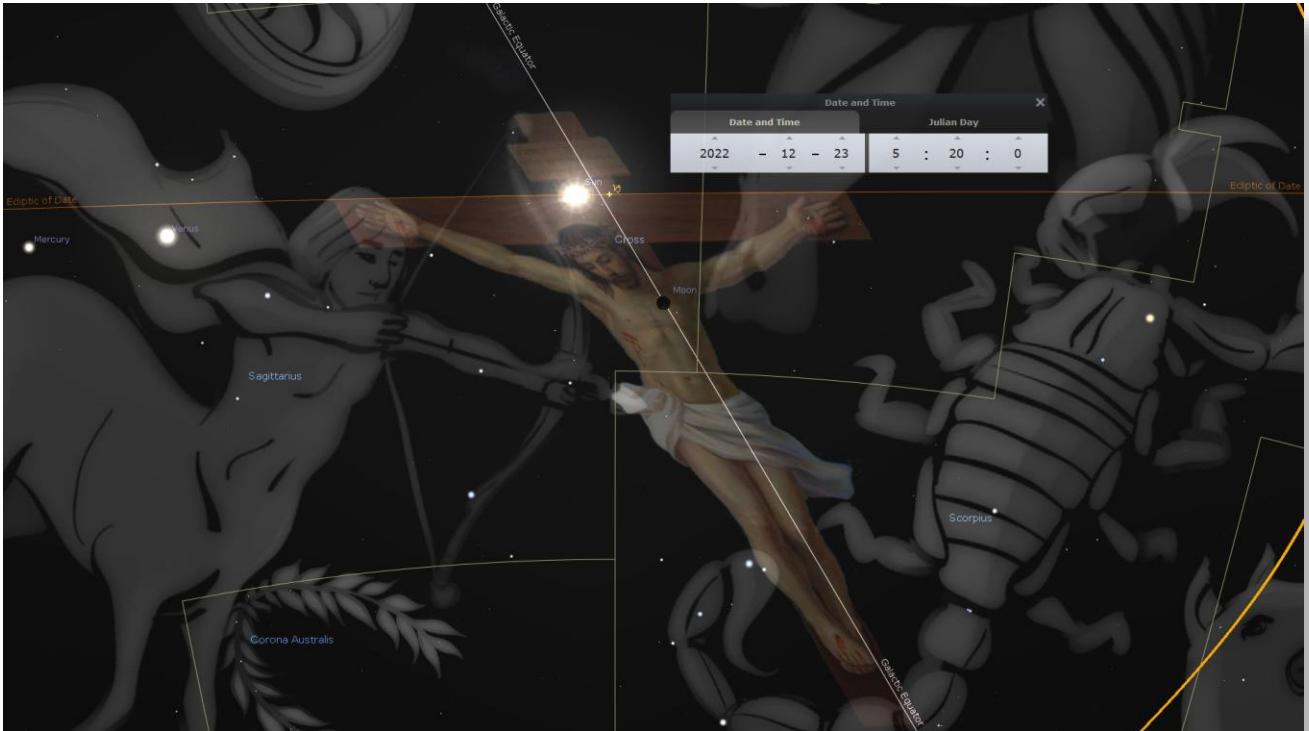 Galactic Equator
Date and Time
Date and Time
Julian Day
2022 - 12 - 23 5 : 20 : 0
Sun
Ecliptic of Date
Ecliptic of Date
Mercury
Venus
Cross
Moon
Sagittarius
Scorpius
Corona Australis
Galactic Equator